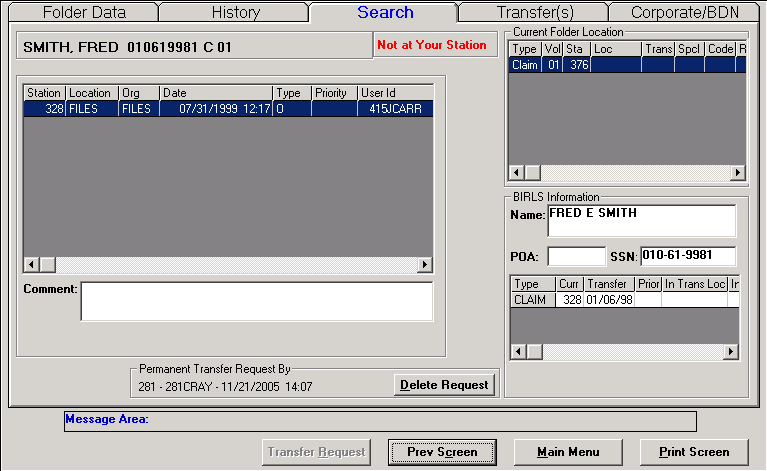 Folder Data History Search Transfer(s) Corporate/BDN
SMITH, FRED 010619981 C 01 Not at Your Station
Station Location Org Date Type Priority User Id
328 FILES FILES 07/31/1999 12:17 O 415JCARR
Comment:
Permanent Transfer Request By
281 - 281CRAY - 11/21/2005 14:07
Delete Request
Current Folder Location
Type Vol Sta Loc Trans Spcl Code R
Claim 01 376
BIRLS Information
Name: FRED E SMITH
POA: SSN: 010-61-9981
Type Curr Transfer Prior In Trans Loc In
CLAIM 328 01/06/98
Message Area:
Transfer Request Prev Screen Main Menu Print Screen